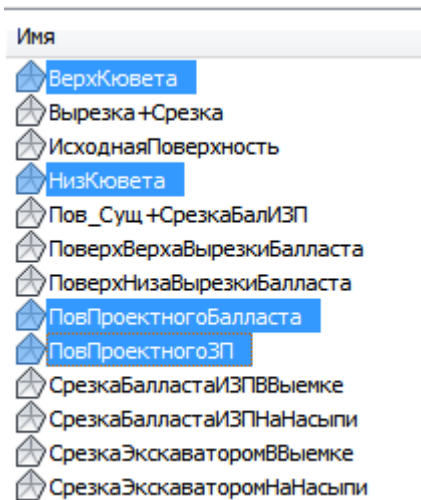 Имя
ВерхКювета
Вырезка+Срезка
ИсходнаяПоверхность
НизКювета
Пов_Сущ+СрезкаБалИЗП
ПоверхВерхаВырезкиБалласта
ПоверхНизаВырезкиБалласта
ПовПроектногоБалласта
ПовПроектногоЗП
СрезкаБалластаИЗПВВыемке
СрезкаБалластаИЗПНаНасыпи
СрезкаЭкскаваторомВВыемке
СрезкаЭкскаваторомНаНасыпи